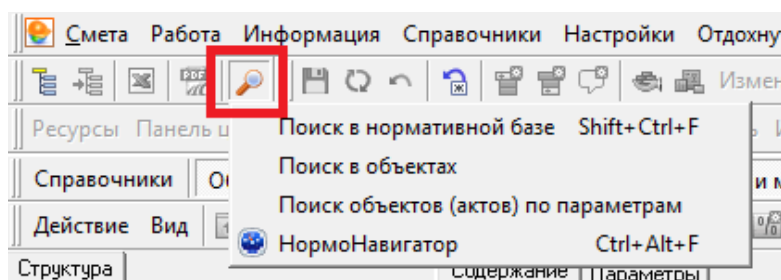 Смета Работа Информация Справочники Настройки Отдохну
PDF Измен
Ресурсы Панель
Поиск в нормативной базе Shift+Ctrl+F
Поиск в объектах
Справочники
Поиск объектов (актов) по параметрам
Действие Вид
НормоНавигатор Ctrl+Alt+F
Структура Содержание Параметры